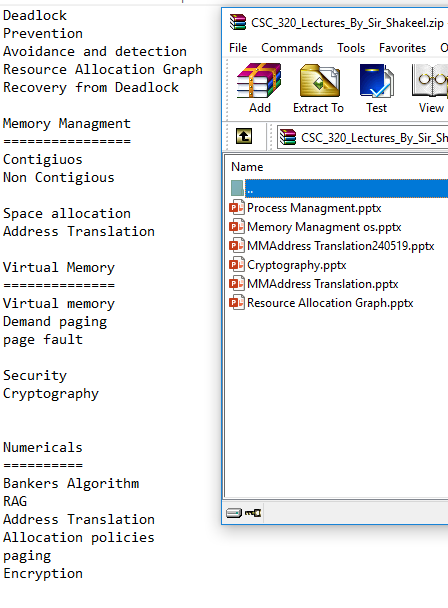 Deadlock
Prevention
Avoidance and detection
Resource Allocation Graph
Recovery from Deadlock
Memory Managment
================
Contigiuos
Non Contigious
Space allocation
Address Translation
Virtual Memory
==============
Virtual memory
Demand paging
page fault
Security
Cryptography
Numericals
==========
Bankers Algorithm
RAG
Address Translation
Allocation policies
paging
Encryption
CSC_320_Lectures_By_Sir_Shakeel.zip
File Commands Tools Favorites O
Add Extract To Test View
CSC_320_Lectures_By_Sir_Sh
Name
..
Process Managment.pptx
Memory Managment os.pptx
MMAddress Translation240519.pptx
Cryptography.pptx
MMAddress Translation.pptx
Resource Allocation Graph.pptx